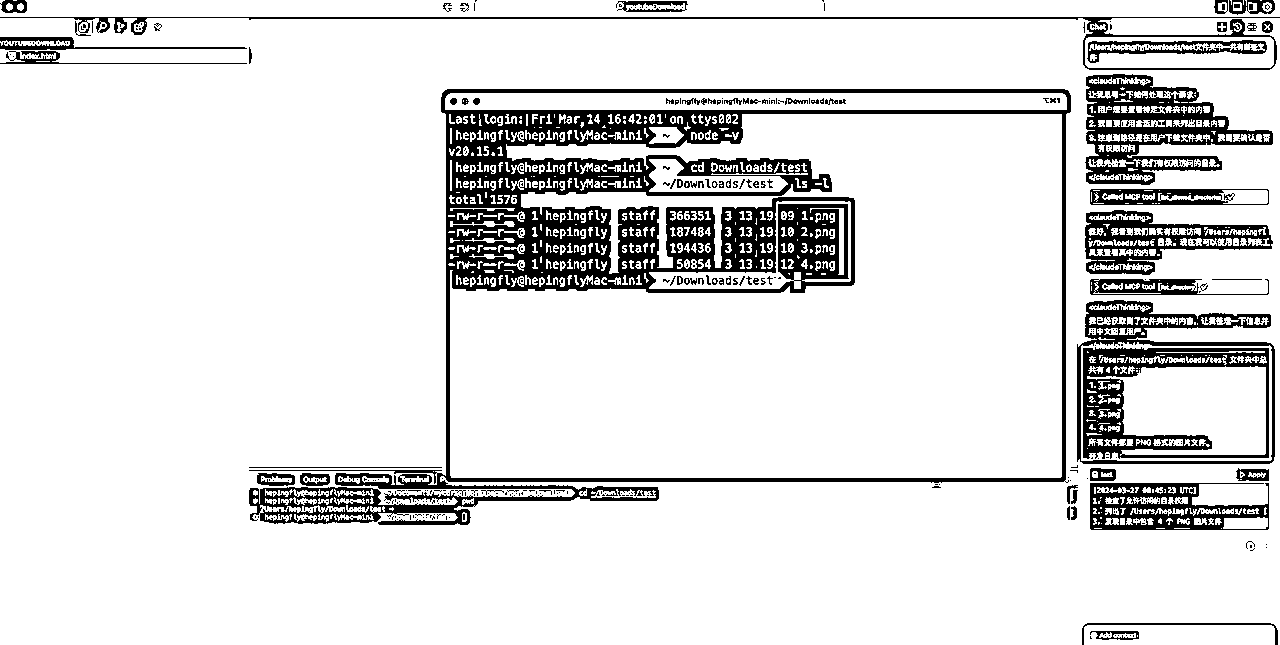 youtubeDownload
YOUTUBEDOWNLOAD
index.html
hepingfly@hepingflyMac-mini:~/Downloads/test
⌥⌘1
Last login: Fri Mar 14 16:42:01 on ttys002
hepingfly@hepingflyMac-mini ~ node -v
v20.15.1
hepingfly@hepingflyMac-mini ~ cd Downloads/test
hepingfly@hepingflyMac-mini ~/Downloads/test ls -l
total 1576
-rw-r--r--@ 1 hepingfly staff 366351 3 13 19:09 1.png
-rw-r--r--@ 1 hepingfly staff 187484 3 13 19:10 2.png
-rw-r--r--@ 1 hepingfly staff 194436 3 13 19:10 3.png
-rw-r--r--@ 1 hepingfly staff 50854 3 13 19:12 4.png
hepingfly@hepingflyMac-mini ~/Downloads/test
Problems Output Debug Console Terminal
hepingfly@hepingflyMac-mini cd ~/Downloads/test
hepingfly@hepingflyMac-mini ~/Downloads/test pwd
/Users/hepingfly/Downloads/test
hepingfly@hepingflyMac-mini ~/Downloads/test
Chat
/Users/hepingfly/Downloads/test文件夹中一共有哪些文
件
<claudeThinking>
让我思考一下如何处理这个请求:
1. 用户想要查看特定文件夹中的内容
2. 我需要使用合适的工具来列出目录内容
3. 注意到路径是在用户下载文件夹中，我需要确认是否
有权限访问
让我先检查一下我们有权限访问的目录。
</claudeThinking>
Called MCP tool list_allowed_directories
<claudeThinking>
很好，我看到我们确实有权限访问 /Users/hepingfl
y/Downloads/test 目录。现在我可以使用目录列表工
具来查看其中的内容。
</claudeThinking>
Called MCP tool list_directory
<claudeThinking>
我已经获取到了文件夹中的内容，让我整理一下信息并
用中文回复用户。
</claudeThinking>
在 /Users/hepingfly/Downloads/test 文件夹中总
共有 4 个文件:
1. 1.png
2. 2.png
3. 3.png
4. 4.png
所有文件都是 PNG 格式的图片文件。
text Apply
[2024-03-27 08:45:23 UTC]
1. 检查了允许访问的目录权限
2. 列出了 /Users/hepingfly/Downloads/test
3. 发现目录中包含 4 个 PNG 图片文件
Add context